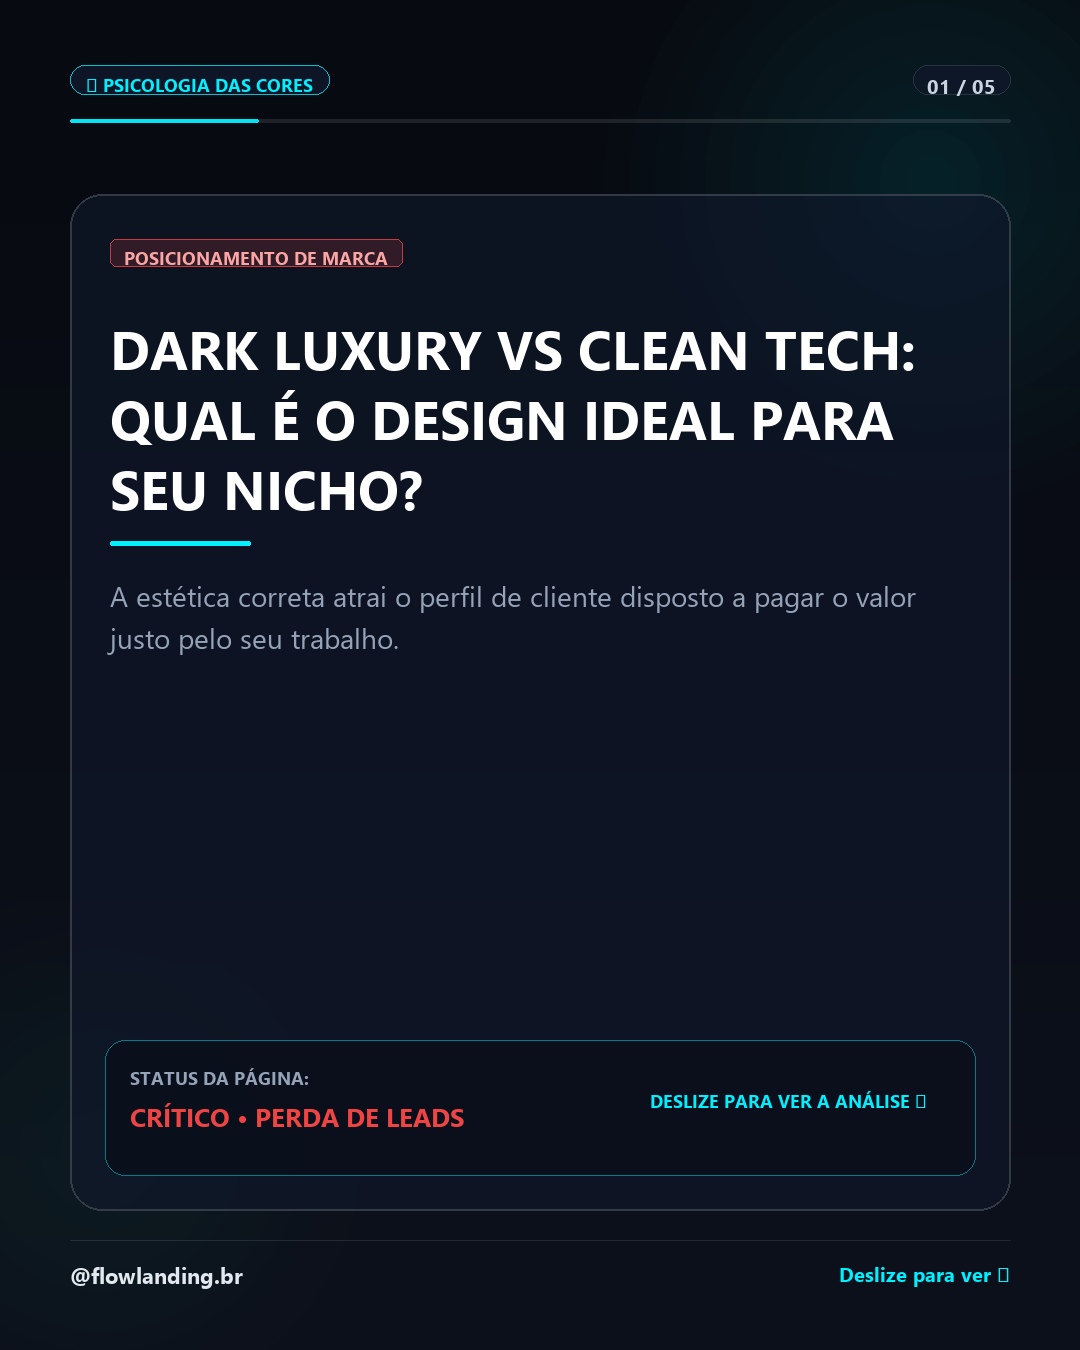 ▯ PSICOLOGIA DAS CORES
01 / 05
POSICIONAMENTO DE MARCA
DARK LUXURY VS CLEAN TECH:
QUAL É O DESIGN IDEAL PARA
SEU NICHO?
A estética correta atrai o perfil de cliente disposto a pagar o valor
justo pelo seu trabalho.
STATUS DA PÁGINA:
CRÍTICO • PERDA DE LEADS
DESLIZE PARA VER A ANÁLISE ▯
@flowlanding.br
Deslize para ver ▯